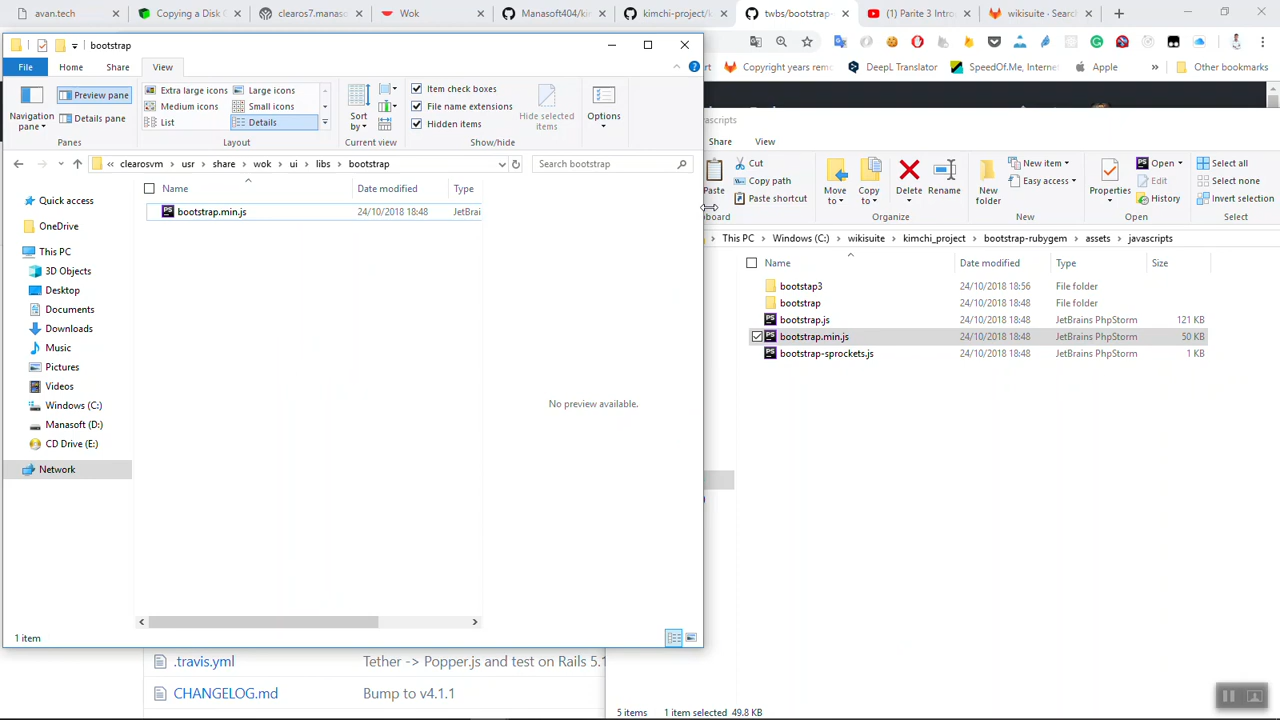 avan.tech
Copying a Disk C
clearos7.manaso
Wok
Manasoft404/ki
kimchi-project/k
twbs/bootstrap-
(1) Parite 3 Intro
wikisuite · Searc
bootstrap
File
Home
Share
View
Copyright years rem
DeepL Translator
SpeedOf.Me, Interne
Apple
»
Other bookmarks
Navigation pane
Preview pane
Details pane
Panes
Extra large icons
Large icons
Medium icons
Small icons
List
Details
Layout
Sort by
Current view
Item check boxes
File name extensions
Hidden items
Hide selected items
Show/hide
Options
« clearosvm › usr › share › wok › ui › libs › bootstrap
Search bootstrap
Name
Date modified
Type
bootstrap.min.js 24/10/2018 18:48 JetBrai
Quick access
OneDrive
This PC
3D Objects
Desktop
Documents
Downloads
Music
Pictures
Videos
Windows (C:)
Manasoft (D:)
CD Drive (E:)
Network
No preview available.
1 item
avascripts
Share
View
Paste
Cut
Copy path
Paste shortcut
board
Move to
Copy to
Delete
Rename
Organize
New folder
New item
Easy access
New
Properties
Open
Edit
History
Open
Select all
Select none
Invert selection
Select
› This PC › Windows (C:) › wikisuite › kimchi_project › bootstrap-rubygem › assets › javascripts
Name
Date modified
Type
Size
bootstap3 24/10/2018 18:56 File folder
bootstrap 24/10/2018 18:48 File folder
bootstrap.js 24/10/2018 18:48 JetBrains PhpStorm 121 KB
bootstrap.min.js 24/10/2018 18:48 JetBrains PhpStorm 50 KB
bootstrap-sprockets.js 24/10/2018 18:48 JetBrains PhpStorm 1 KB
.travis.yml Tether -> Popper.js and test on Rails 5.1
CHANGELOG.md Bump to v4.1.1
5 items 1 item selected 49.8 KB